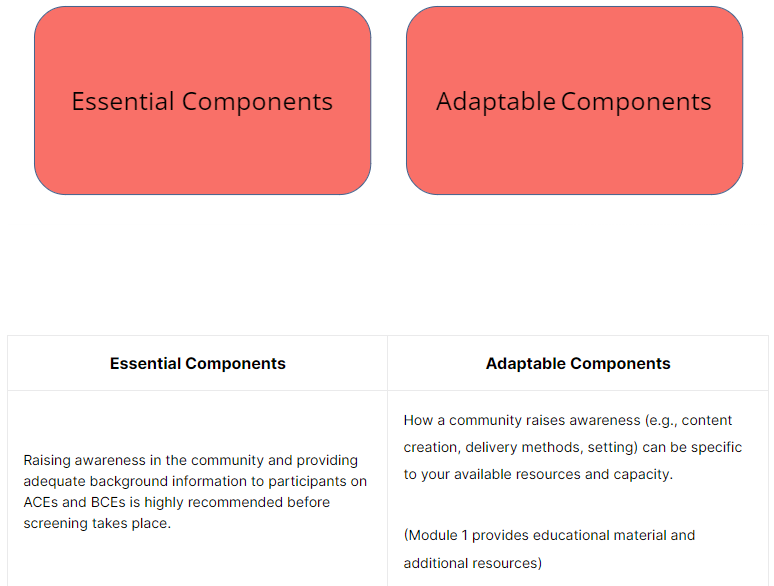 Essential Components
Adaptable Components
Essential Components
Adaptable Components
Raising awareness in the community and providing
adequate background information to participants on
ACEs and BCEs is highly recommended before
screening takes place.
How a community raises awareness (e.g., content
creation, delivery methods, setting) can be specific
to your available resources and capacity.
(Module 1 provides educational material and
additional resources)